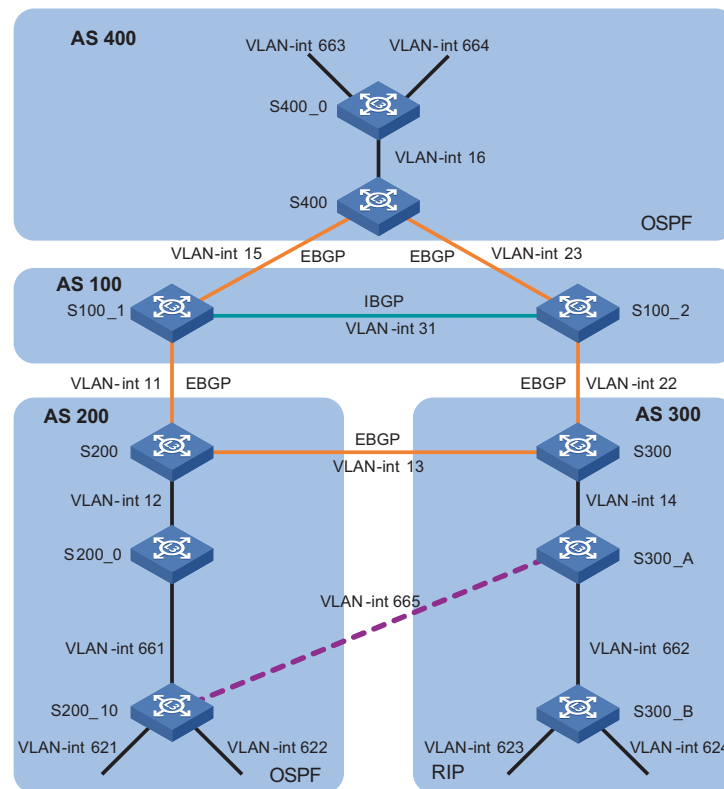 AS 400
VLAN-int 663
VLAN-int 664
S400_0
VLAN-int 16
S400
OSPF
VLAN-int 15
EBGP
EBGP
VLAN-int 23
AS 100
IBGP
S100_1
S100_2
VLAN-int 31
VLAN-int 11
EBGP
EBGP
VLAN-int 22
AS 200
AS 300
EBGP
S200
S300
VLAN-int 13
VLAN-int 12
VLAN-int 14
S200_0
S300_A
VLAN-int 665
VLAN-int 661
VLAN-int 662
S200_10
S300_B
VLAN-int 621
VLAN-int 622
VLAN-int 623
VLAN-int 624
OSPF
RIP